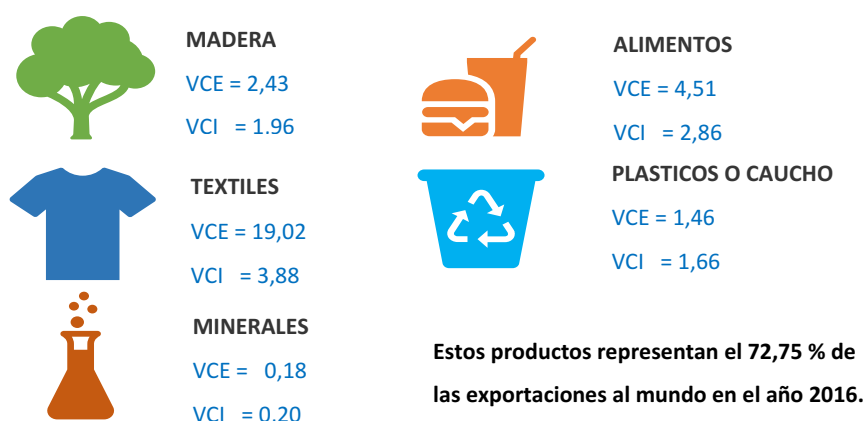 MADERA
VCE = 2,43
VCI = 1.96
TEXTILES
VCE = 19,02
VCI = 3,88
MINERALES
VCE = 0,18
VCI = 0,20
ALIMENTOS
VCE = 4,51
VCI = 2,86
PLASTICOS O CAUCHO
VCE = 1,46
VCI = 1,66
Estos productos representan el 72,75 % de
las exportaciones al mundo en el año 2016.